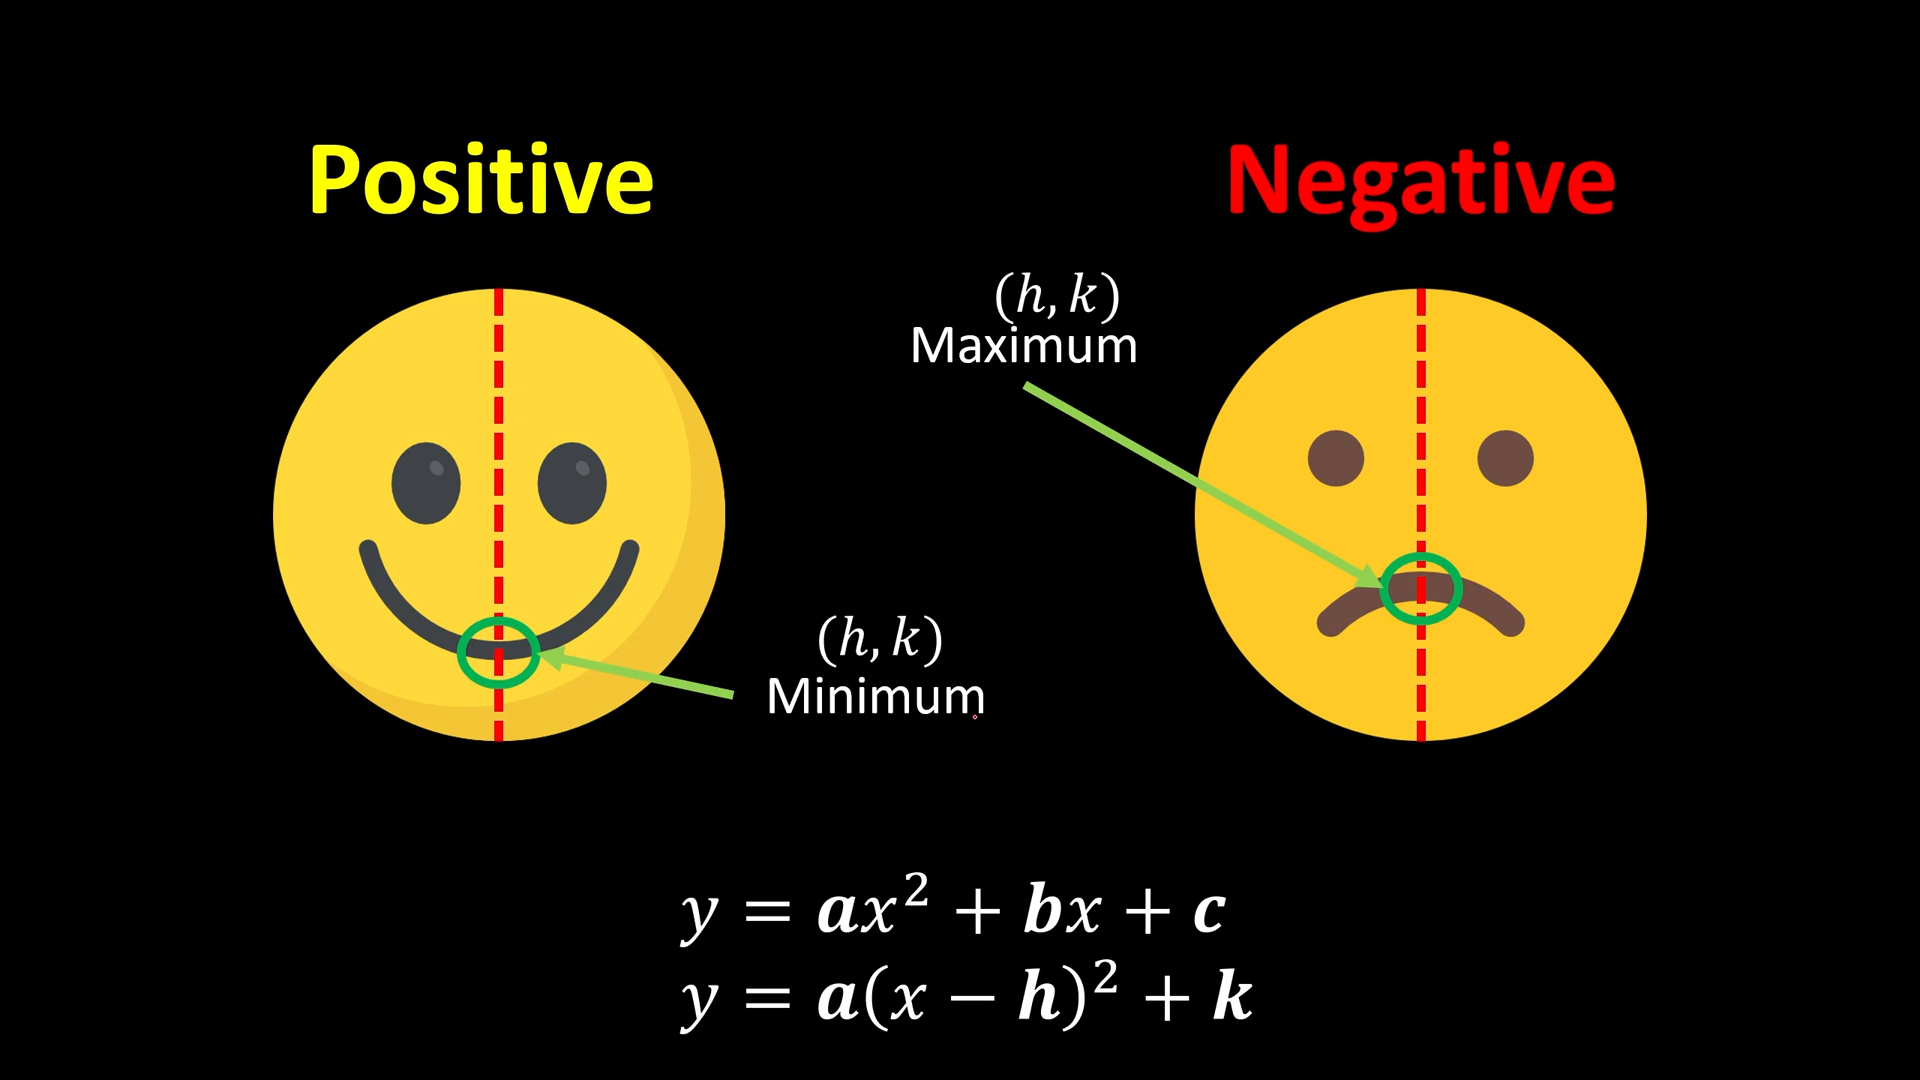 Positive
Negative
(h, k)
Maximum
(h, k)
Minimum
y = ax² + bx + c
y = a(x − h)² + k